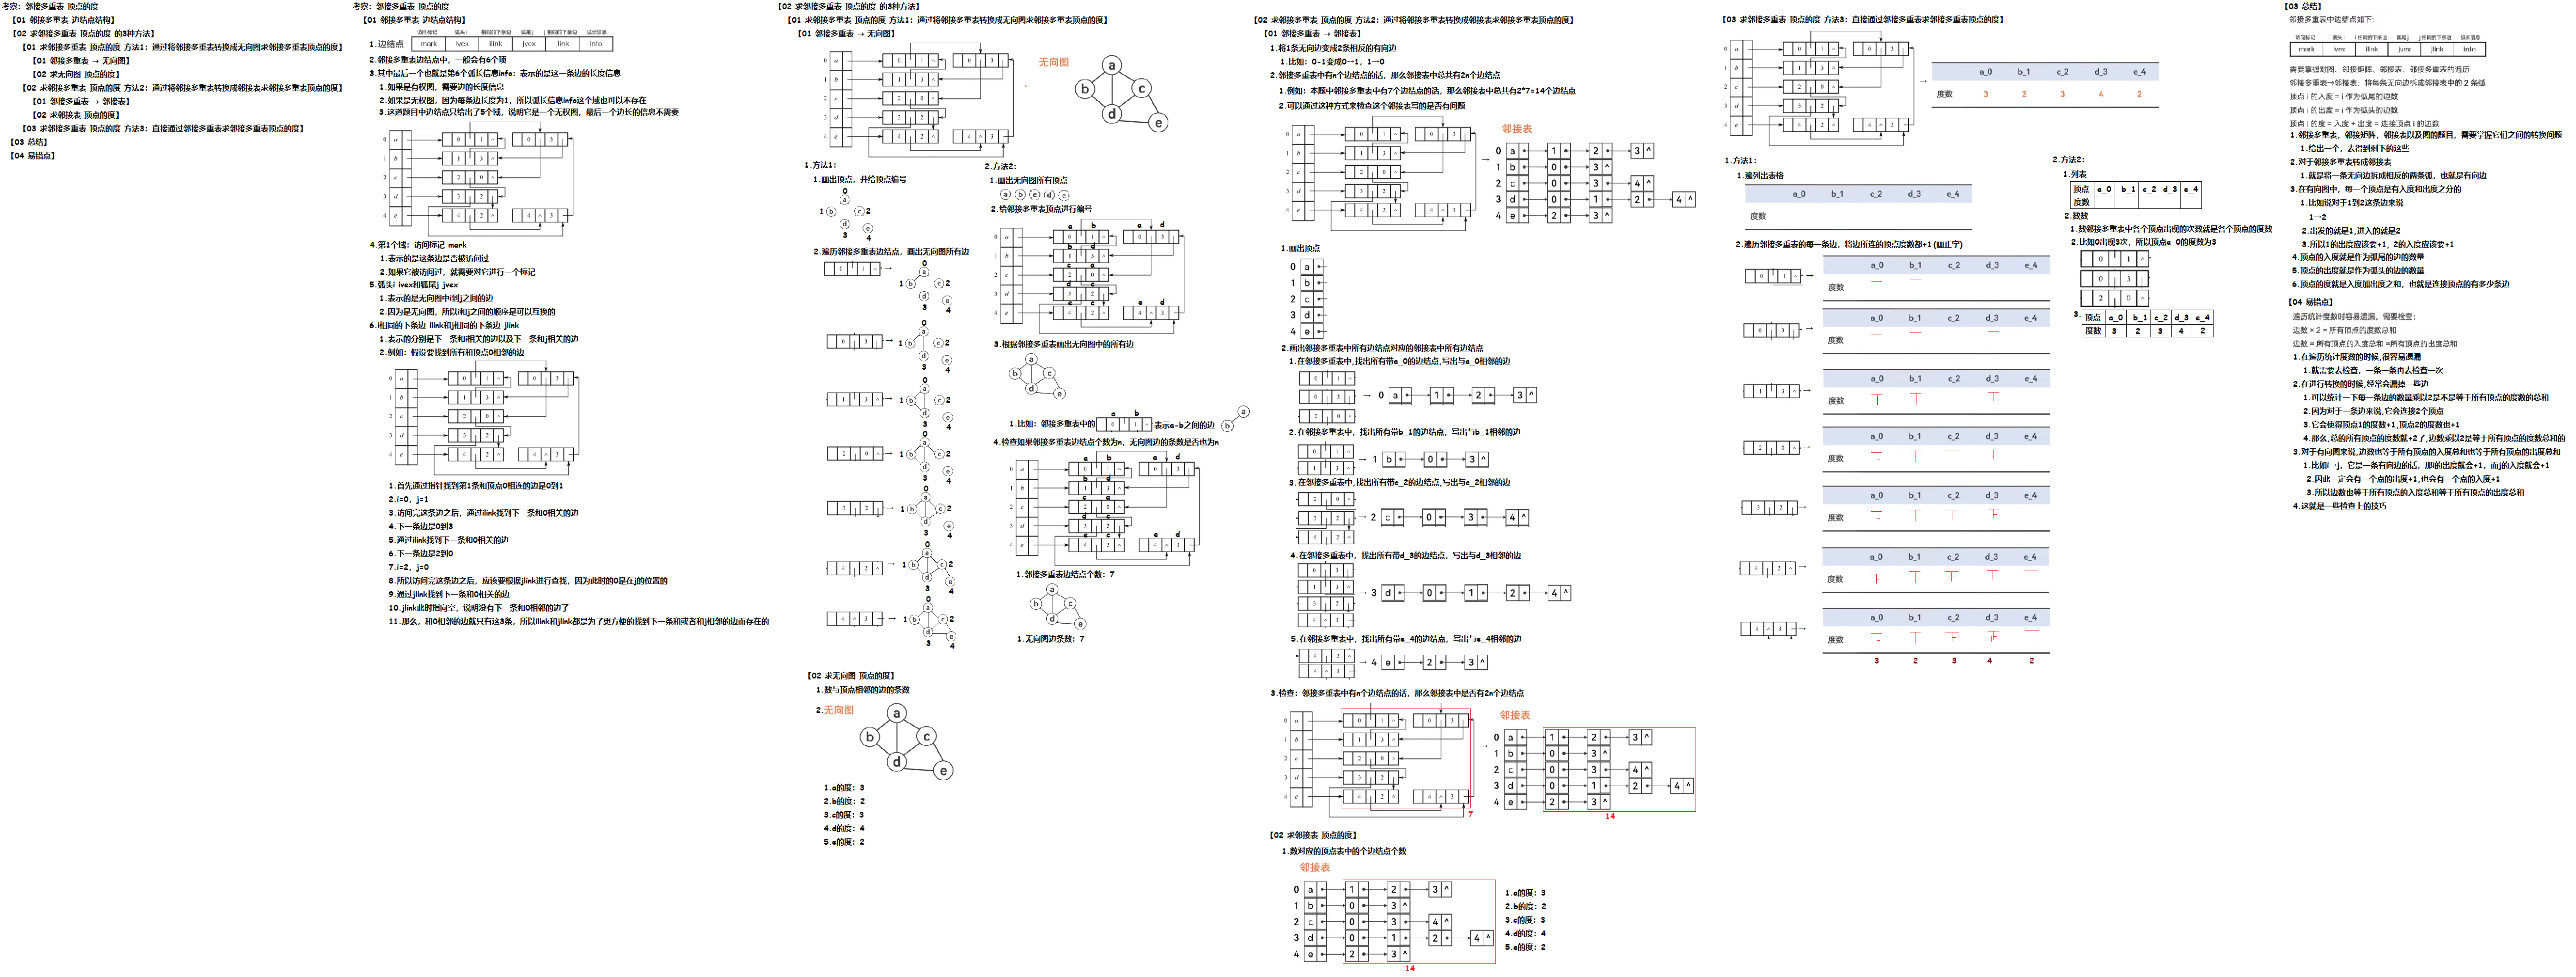 考察：邻接多重表 顶点的度
【01 邻接多重表 边结点结构】
【02 求邻接多重表 顶点的度 的3种方法】
【01 求邻接多重表 顶点的度 方法1：通过将邻接多重表转换成无向图求邻接多重表顶点的度】
【01 邻接多重表 → 无向图】
【02 求无向图 顶点的度】
【02 求邻接多重表 顶点的度 方法2：通过将邻接多重表转换成邻接表求邻接多重表顶点的度】
【01 邻接多重表 → 邻接表】
【02 求邻接表 顶点的度】
【03 求邻接多重表 顶点的度 方法3：直接通过邻接多重表求邻接多重表顶点的度】
【03 总结】
【04 易错点】
考察：邻接多重表 顶点的度
【01 邻接多重表 边结点结构】
1.边结点
mark ivex ilink jvex jlink info
2.邻接多重表边结点中，一般会有6个项
3.其中最后一个也就是第6个弧长信息info：表示的是这一条边的长度信息
1.如果是有权图，需要边的长度信息
2.如果是无权图，因为每条边长度为1，所以弧长信息info这个域也可以不存在
3.这道题目中边结点只给出了5个域，说明它是一个无权图，最后一个边长的信息不需要
4.第1个域：访问标记 mark
1.表示的是这条边是否被访问过
2.如果它被访问过，就需要对它进行一个标记
5.弧头i ivex和狐尾j jvex
1.表示的是无向图中i到j之间的边
2.因为是无向图，所以i和j之间的顺序是可以互换的
6.i相同的下条边 ilink和j相同的下条边 jlink
1.表示的分别是下一条和i相关的边以及下一条和j相关的边
2.例如：假设要找到所有和顶点0相邻的边
1.首先通过指针找到第1条和顶点0相连的边是0到1
2.i=0，j=1
3.访问完这条边之后，通过ilink找到下一条和0相关的边
4.下一条边是0到3
5.通过ilink找到下一条和0相关的边
6.下一条边是2到0
7.i=2，j=0
8.所以访问完这条边之后，应该要根据jlink进行查找，因为此时的0是在j的位置的
9.通过jlink找到下一条和0相关的边
10.jlink此时指向空，说明没有下一条和0相邻的边了
11.那么，和0相邻的边就只有这3条，所以ilink和jlink都是为了更方便的找到下一条和i或者和j相邻的边而存在的
【02 求邻接多重表 顶点的度 的3种方法】
【01 求邻接多重表 顶点的度 方法1：通过将邻接多重表转换成无向图求邻接多重表顶点的度】
【01 邻接多重表 → 无向图】
无向图
1.方法1：
1.画出顶点，并给顶点编号
2.遍历邻接多重表边结点，画出无向图所有边
2.方法2：
1.画出无向图所有顶点
2.给邻接多重表顶点进行编号
3.根据邻接多重表画出无向图中的所有边
1.比如：邻接多重表中的 表示a-b之间的边
4.检查如果邻接多重表边结点个数为n，无向图边的条数是否也为n
1.邻接多重表边结点个数：7
1.无向图边条数：7
【02 求无向图 顶点的度】
1.数与顶点相邻的边的条数
2.无向图
1.a的度：3
2.b的度：2
3.c的度：3
4.d的度：4
5.e的度：2
【02 求邻接多重表 顶点的度 方法2：通过将邻接多重表转换成邻接表求邻接多重表顶点的度】
【01 邻接多重表 → 邻接表】
1.将1条无向边变成2条相反的有向边
1.比如：0-1变成0→1，1→0
2.邻接多重表中有n个边结点的话，那么邻接表中总共有2n个边结点
1.例如：本题中邻接多重表中有7个边结点的话，那么邻接表中总共有2*7=14个边结点
2.可以通过这种方式来检查这个邻接表写的是否有问题
邻接表
1.画出顶点
2.画出邻接多重表中所有边结点对应的邻接表中所有边结点
1.在邻接多重表中,找出所有带a_0的边结点,写出与a_0相邻的边
2.在邻接多重表中，找出所有带b_1的边结点，写出与b_1相邻的边
3.在邻接多重表中,找出所有带c_2的边结点,写出与c_2相邻的边
4.在邻接多重表中，找出所有带d_3的边结点，写出与d_3相邻的边
5.在邻接多重表中，找出所有带e_4的边结点，写出与e_4相邻的边
3.检查：邻接多重表中有n个边结点的话，那么邻接表中是否有2n个边结点
邻接表
7
14
【02 求邻接表 顶点的度】
1.数对应的顶点表中的个边结点个数
邻接表
14
1.a的度：3
2.b的度：2
3.c的度：3
4.d的度：4
5.e的度：2
【03 求邻接多重表 顶点的度 方法3：直接通过邻接多重表求邻接多重表顶点的度】
a_0 b_1 c_2 d_3 e_4
度数 3 2 3 4 2
1.方法1：
1.遍列出表格
a_0 b_1 c_2 d_3 e_4
度数
2.遍历邻接多重表的每一条边，将边所连的顶点度数都+1 (画正字)
3 2 3 4 2
2.方法2：
1.列表
顶点 a_0 b_1 c_2 d_3 e_4
度数
2.数数
1.数邻接多重表中各个顶点出现的次数就是各个顶点的度数
2.比如0出现3次，所以顶点a_0的度数为3
3.
顶点 a_0 b_1 c_2 d_3 e_4
度数 3 2 3 4 2
【03 总结】
邻接多重表中边结点如下：
mark ivex ilink jvex jlink info
需要掌握对图、邻接矩阵、邻接表、邻接多重表的遍历
邻接多重表⇒邻接表：将每条无向边拆成邻接表中的 2 条弧
顶点 i 的入度 = i 作为弧尾的边数
顶点 i 的出度 = i 作为弧头的边数
顶点 i 的度 = 入度 + 出度 = 连接顶点 i 的边数
1.邻接多重表，邻接矩阵，邻接表以及图的题目，需要掌握它们之间的转换问题
1.给出一个，去得到剩下的这些
2.对于邻接多重表转成邻接表
1.就是将一条无向边拆成相反的两条弧，也就是有向边
3.在有向图中，每一个顶点是有入度和出度之分的
1.比如说对于1到2这条边来说
1→2
2.出发的就是1,进入的就是2
3.所以1的出度应该要+1，2的入度应该要+1
4.顶点的入度就是作为弧尾的边的数量
5.顶点的出度就是作为弧头的边的数量
6.顶点的度就是入度加出度之和，也就是连接顶点的有多少条边
【04 易错点】
遍历统计度数时容易遗漏，需要检查：
边数 × 2 = 所有顶点的度数总和
边数 = 所有顶点的入度总和 =所有顶点的出度总和
1.在遍历统计度数的时候,很容易遗漏
1.就需要去检查，一条一条再去检查一次
2.在进行转换的时候,经常会漏掉一些边
1.可以统计一下每一条边的数量乘以2是不是等于所有顶点的度数的总和
2.因为对于一条边来说,它会连接2个顶点
3.它会使得顶点1的度数+1,顶点2的度数也+1
4.那么,总的所有顶点的度数就+2了,边数乘以2是等于所有顶点的度数总和的
3.对于有向图来说,边数也等于所有顶点的入度总和也等于所有顶点的出度总和
1.比如i→j，它是一条有向边的话，那i的出度就会+1，而j的入度就会+1
2.因此一定会有一个点的出度+1,也会有一个点的入度+1
3.所以边数也等于所有顶点的入度总和等于所有顶点的出度总和
4.这就是一些检查上的技巧